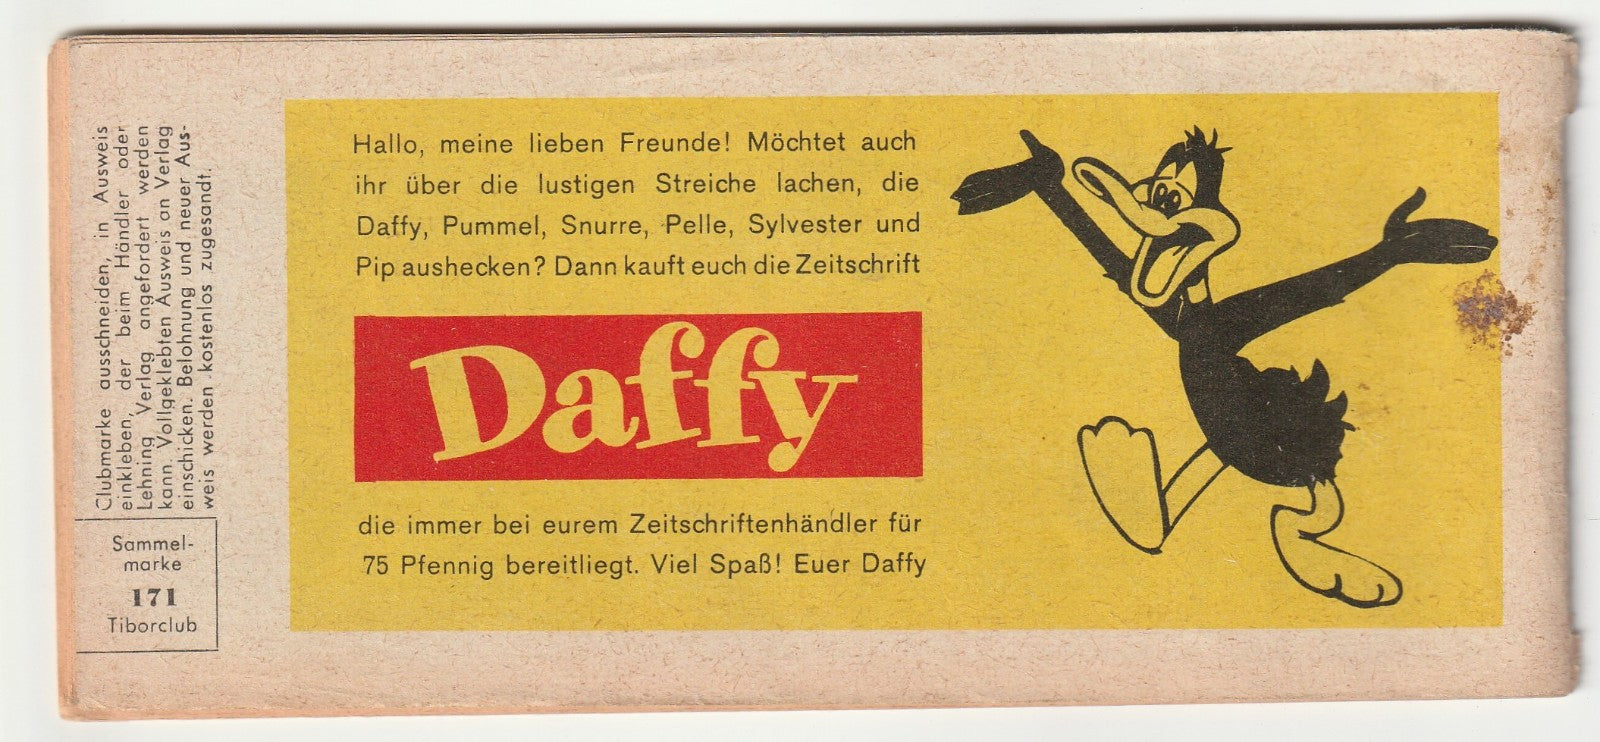 Clubmarke ausschneiden, in Ausweis
einkleben, der beim Händler oder
Lehning Verlag angefordert werden
kann. Vollgeklebten Ausweis an Verlag
einschicken. Belohnung und neuer Aus-
weis werden kostenlos zugesandt.
Sammel-
marke
171
Tiborclub
Hallo, meine lieben Freunde! Möchtet auch
ihr über die lustigen Streiche lachen, die
Daffy, Pummel, Snurre, Pelle, Sylvester und
Pip aushecken? Dann kauft euch die Zeitschrift
Daffy
die immer bei eurem Zeitschriftenhändler für
75 Pfennig bereitliegt. Viel Spaß! Euer Daffy